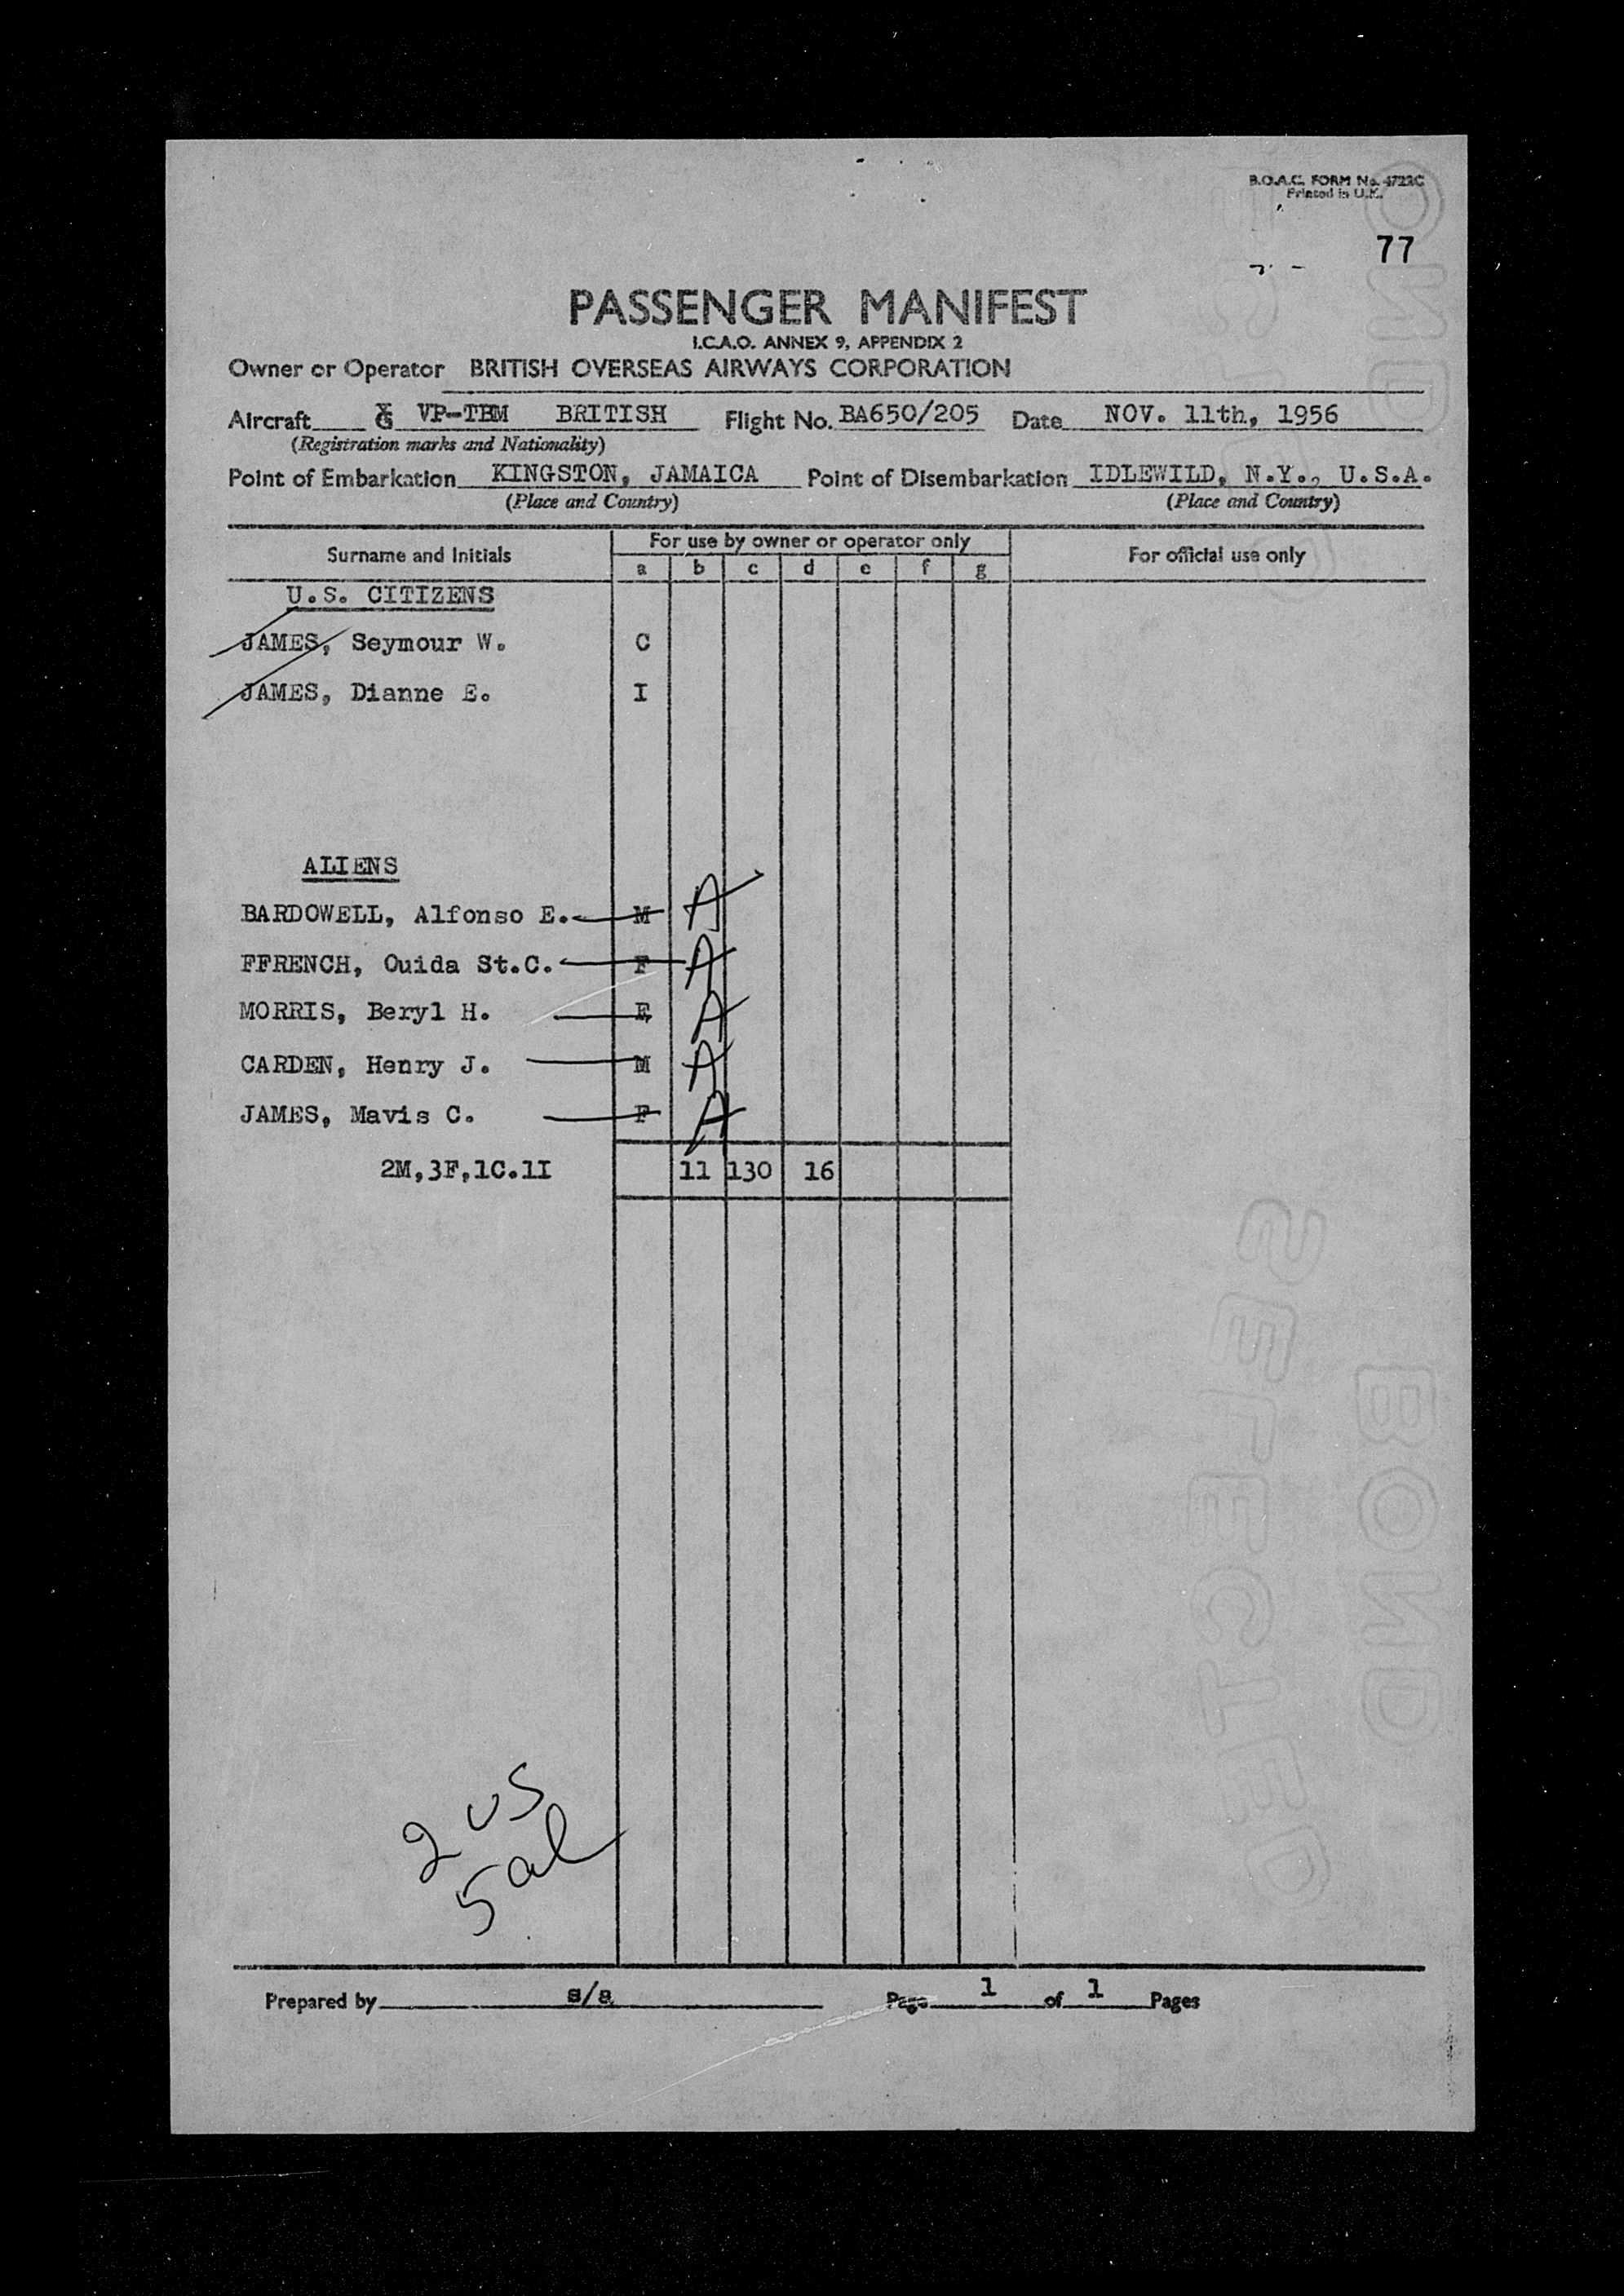 B.O.A.C. FORM No. 4722C
Printed in U.K.
77
PASSENGER MANIFEST
I.C.A.O. ANNEX 9, APPENDIX 2
Owner or Operator BRITISH OVERSEAS AIRWAYS CORPORATION
Aircraft G VP-TBM BRITISH Flight No. BA650/205 Date NOV. 11th, 1956
(Registration marks and Nationality)
Point of Embarkation KINGSTON, JAMAICA Point of Disembarkation IDLEWILD, N.Y., U.S.A.
(Place and Country) (Place and Country)
Surname and Initials For use by owner or operator only For official use only
a b c d e f g
U.S. CITIZENS
JAMES, Seymour W. C
JAMES, Dianne E. I
ALIENS
BARDOWELL, Alfonso E. M A
FFRENCH, Ouida St.C. F A
MORRIS, Beryl H. F A
CARDEN, Henry J. M A
JAMES, Mavis C. F A
2M,3F,1C.1I 11 130 16
2 US
5 al
Prepared by s/s Page 1 of 1 Pages
SELECTED
BOND